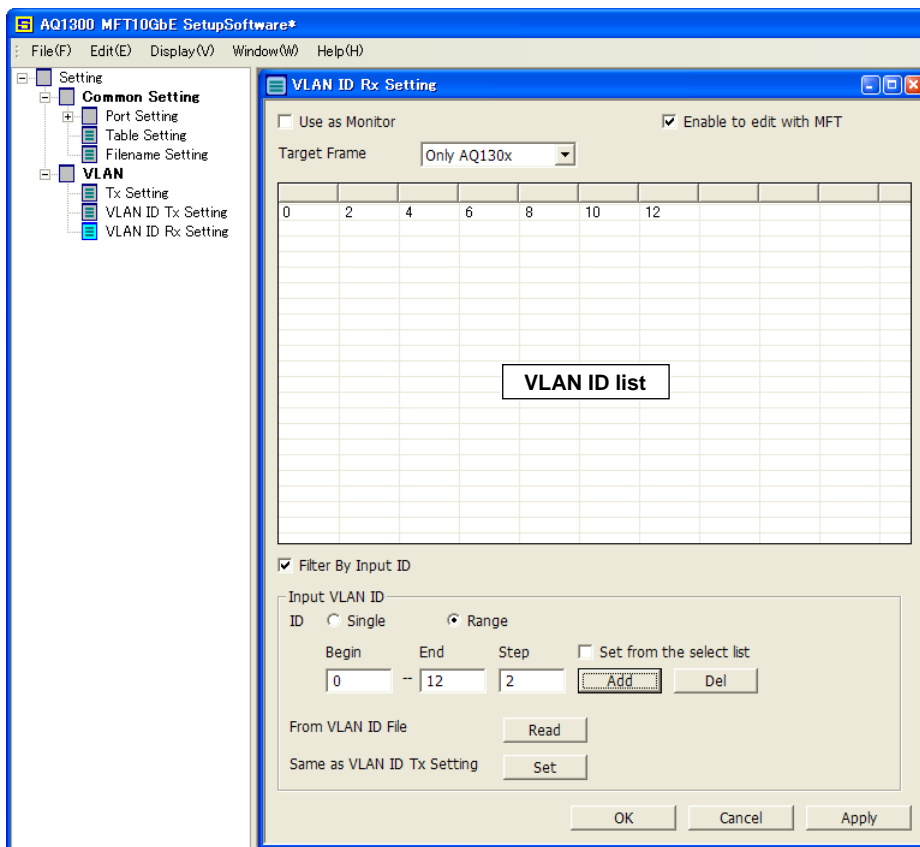 AQ1300 MFT10GbE SetupSoftware*
File(F) Edit(E) Display(V) Window(W) Help(H)
Setting
Common Setting
Port Setting
Table Setting
Filename Setting
VLAN
Tx Setting
VLAN ID Tx Setting
VLAN ID Rx Setting
VLAN ID Rx Setting
Use as Monitor Enable to edit with MFT
Target Frame Only AQ130x
0 2 4 6 8 10 12
VLAN ID list
Filter By Input ID
Input VLAN ID
ID Single Range
Begin End Step Set from the select list
0 -- 12 2 Add Del
From VLAN ID File Read
Same as VLAN ID Tx Setting Set
OK Cancel Apply